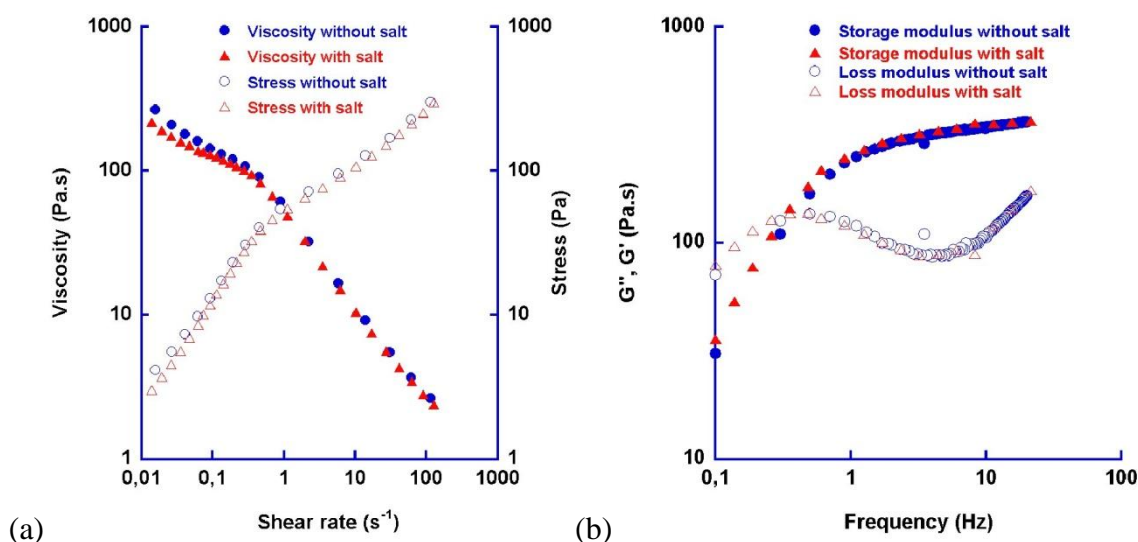 1000
100
10
1
Viscosity (Pa.s)
Viscosity without salt
Viscosity with salt
Stress without salt
Stress with salt
1000
100
10
1
Stress (Pa)
0,01 0,1 1 10 100 1000
Shear rate (s⁻¹)
(a)
1000
100
10
G", G' (Pa.s)
Storage modulus without salt
Storage modulus with salt
Loss modulus without salt
Loss modulus with salt
0,1 1 10 100
Frequency (Hz)
(b)